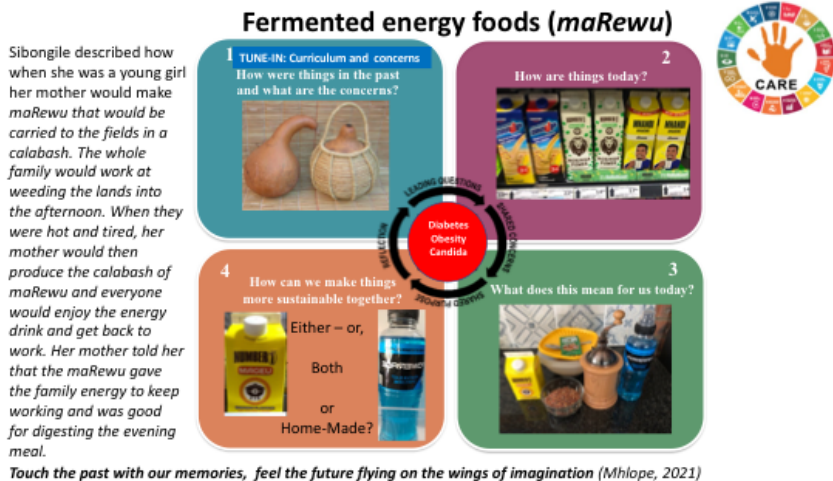 Fermented energy foods (maRewu)
CARE
Sibongile described how
when she was a young girl
her mother would make
maRewu that would be
carried to the fields in a
calabash. The whole
family would work at
weeding the lands into
the afternoon. When they
were hot and tired, her
mother would then
produce the calabash of
maRewu and everyone
would enjoy the energy
drink and get back to
work. Her mother told her
that the maRewu gave
the family energy to keep
working and was good
for digesting the evening
meal.
1 TUNE-IN: Curriculum and concerns
How were things in the past
and what are the concerns?
2
How are things today?
LEADING QUESTIONS
SHARED CONCERNS
SHARED PURPOSE
REFLECTION
Diabetes
Obesity
Candida
3
What does this mean for us today?
4
How can we make things
more sustainable together?
NUMBER 1
MAGEU
Either – or,
Both
or
Home-Made?
POWERADE
Touch the past with our memories, feel the future flying on the wings of imagination (Mhlope, 2021)